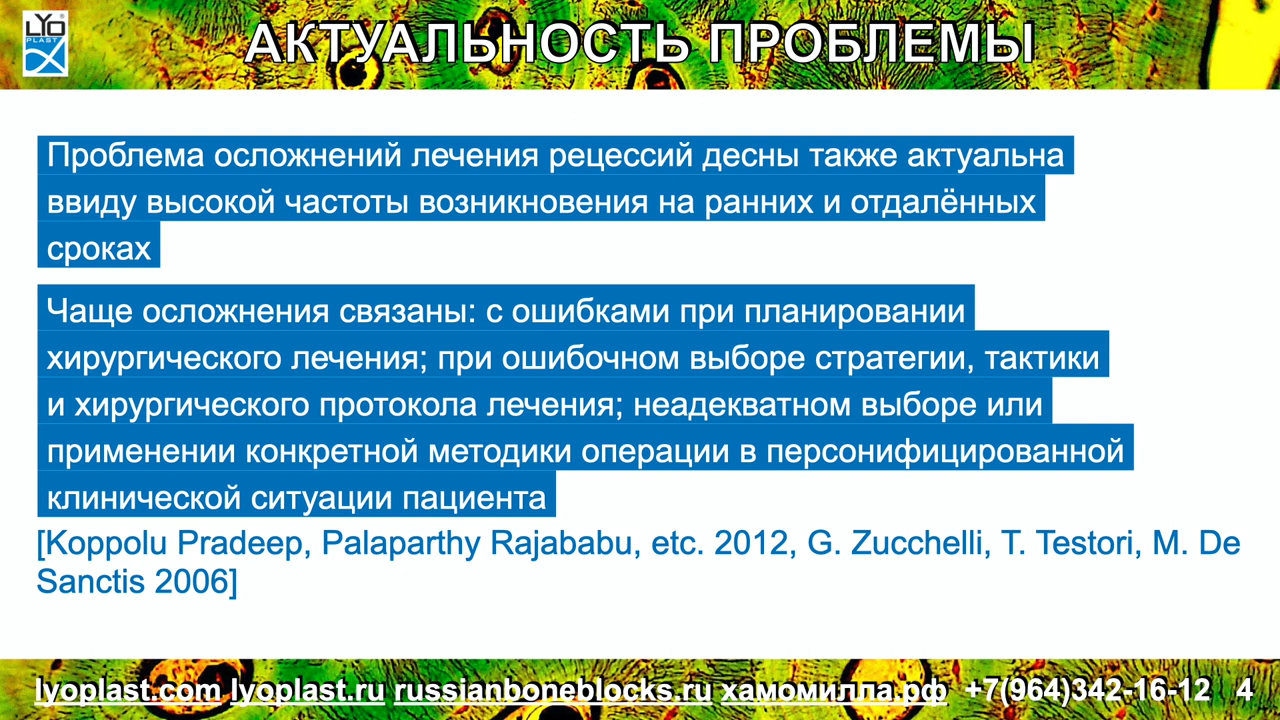 LYO
PLAST
АКТУАЛЬНОСТЬ ПРОБЛЕМЫ
Проблема осложнений лечения рецессий десны также актуальна
ввиду высокой частоты возникновения на ранних и отдалённых
сроках
Чаще осложнения связаны: с ошибками при планировании
хирургического лечения; при ошибочном выборе стратегии, тактики
и хирургического протокола лечения; неадекватном выборе или
применении конкретной методики операции в персонифицированной
клинической ситуации пациента
[Koppolu Pradeep, Palaparthy Rajababu, etc. 2012, G. Zucchelli, T. Testori, M. De
Sanctis 2006]
lyoplast.com lyoplast.ru russianboneblocks.ru хамомилла.рф +7(964)342-16-12 4